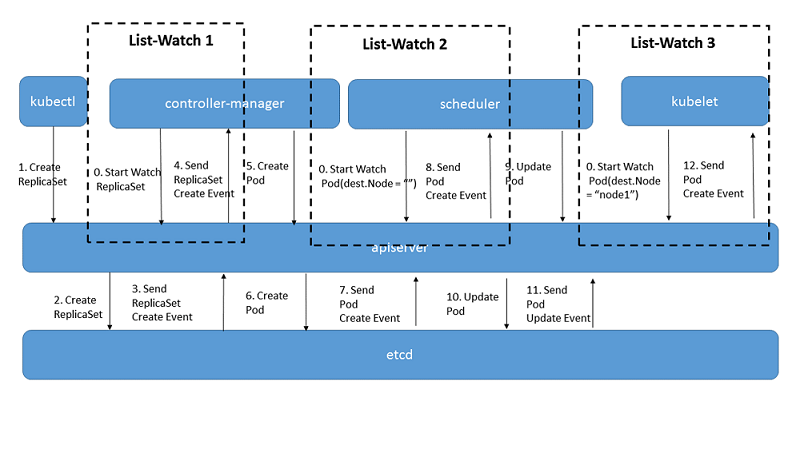 List-Watch 1
List-Watch 2
List-Watch 3
kubectl
controller-manager
scheduler
kubelet
1. Create
ReplicaSet
0. Start Watch
ReplicaSet
4. Send
ReplicaSet
Create Event
5. Create
Pod
0. Start Watch
Pod(dest.Node = “”)
8. Send
Pod
Create Event
9. Update
Pod
0. Start Watch
Pod(dest.Node
= “node1”)
12. Send
Pod
Create Event
apiserver
2. Create
ReplicaSet
3. Send
ReplicaSet
Create Event
6. Create
Pod
7. Send
Pod
Create Event
10. Update
Pod
11. Send
Pod
Update Event
etcd